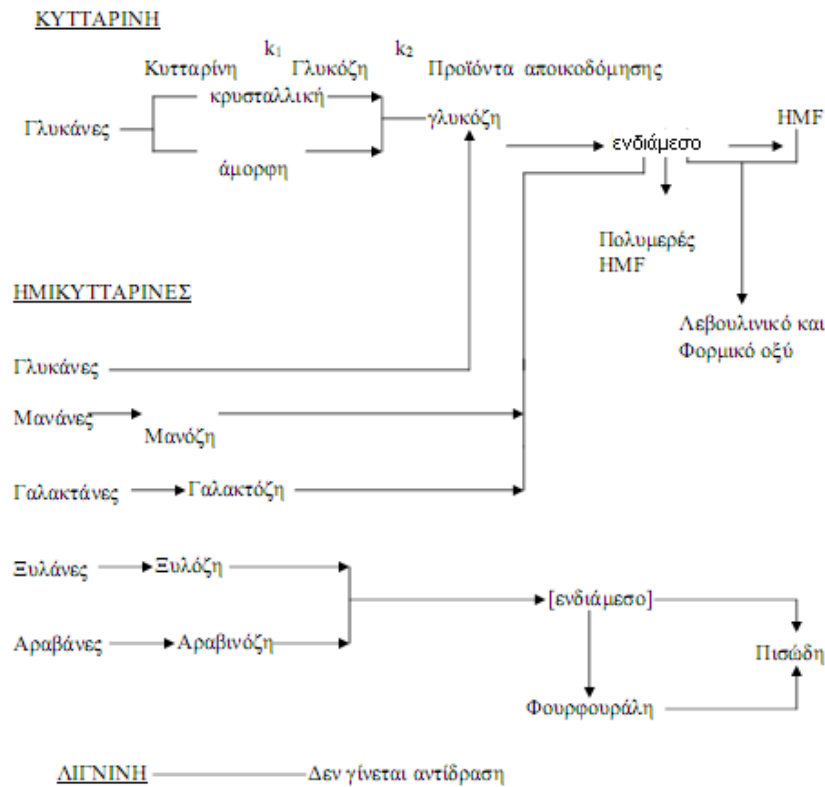 ΚΥΤΤΑΡΙΝΗ
k₁ k₂
Κυτταρίνη Γλυκόζη Προϊόντα αποικοδόμησης
κρυσταλλική
Γλυκάνες γλυκόζη HMF
ενδιάμεσο
άμορφη
Πολυμερές
HMF
ΗΜΙΚΥΤΤΑΡΙΝΕΣ
Λεβουλινικό και
Φορμικό οξύ
Γλυκάνες
Μανάνες
Μανόζη
Γαλακτάνες Γαλακτόζη
Ξυλάνες Ξυλόζη
[ενδιάμεσο]
Αραβάνες Αραβινόζη
Πισώδη
Φουρφουράλη
ΛΙΓΝΙΝΗ Δεν γίνεται αντίδραση